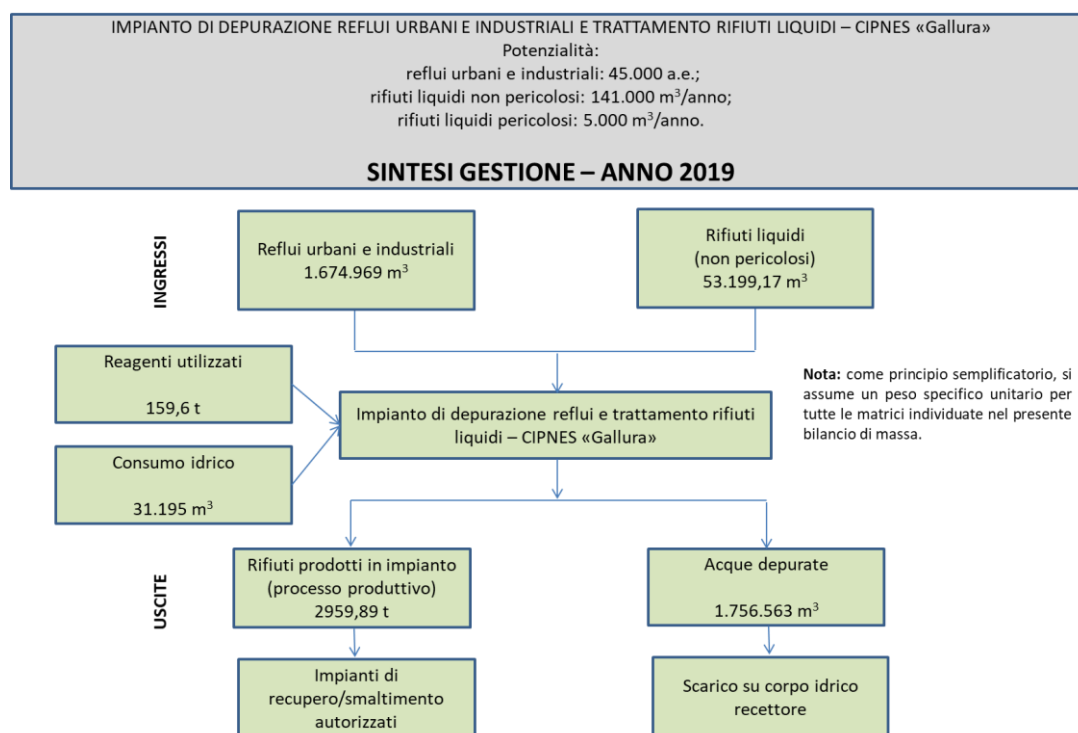 IMPIANTO DI DEPURAZIONE REFLUI URBANI E INDUSTRIALI E TRATTAMENTO RIFIUTI LIQUIDI – CIPNES «Gallura»
Potenzialità:
reflui urbani e industriali: 45.000 a.e.;
rifiuti liquidi non pericolosi: 141.000 m³/anno;
rifiuti liquidi pericolosi: 5.000 m³/anno.
SINTESI GESTIONE – ANNO 2019
INGRESSI
Reflui urbani e industriali
1.674.969 m³
Rifiuti liquidi
(non pericolosi)
53.199,17 m³
Reagenti utilizzati
159,6 t
Consumo idrico
31.195 m³
Impianto di depurazione reflui e trattamento rifiuti
liquidi – CIPNES «Gallura»
Nota: come principio semplificatorio, si
assume un peso specifico unitario per
tutte le matrici individuate nel presente
bilancio di massa.
USCITE
Rifiuti prodotti in impianto
(processo produttivo)
2959,89 t
Acque depurate
1.756.563 m³
Impianti di
recupero/smaltimento
autorizzati
Scarico su corpo idrico
recettore